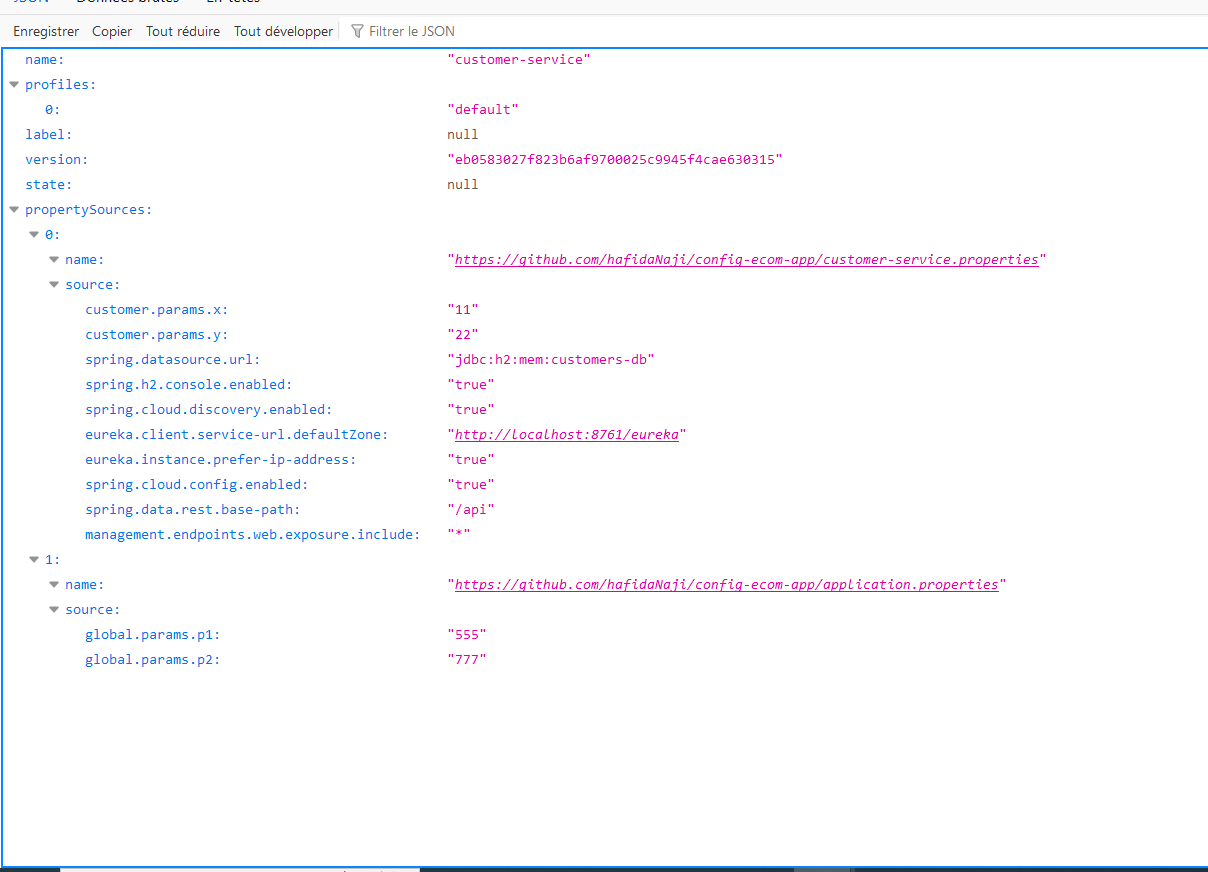 JSON Données brutes En-têtes
Enregistrer Copier Tout réduire Tout développer Filtrer le JSON
name: "customer-service"
profiles:
0: "default"
label: null
version: "eb0583027f823b6af9700025c9945f4cae630315"
state: null
propertySources:
0:
name: "https://github.com/hafidaNaji/config-ecom-app/customer-service.properties"
source:
customer.params.x: "11"
customer.params.y: "22"
spring.datasource.url: "jdbc:h2:mem:customers-db"
spring.h2.console.enabled: "true"
spring.cloud.discovery.enabled: "true"
eureka.client.service-url.defaultZone: "http://localhost:8761/eureka"
eureka.instance.prefer-ip-address: "true"
spring.cloud.config.enabled: "true"
spring.data.rest.base-path: "/api"
management.endpoints.web.exposure.include: "*"
1:
name: "https://github.com/hafidaNaji/config-ecom-app/application.properties"
source:
global.params.p1: "555"
global.params.p2: "777"